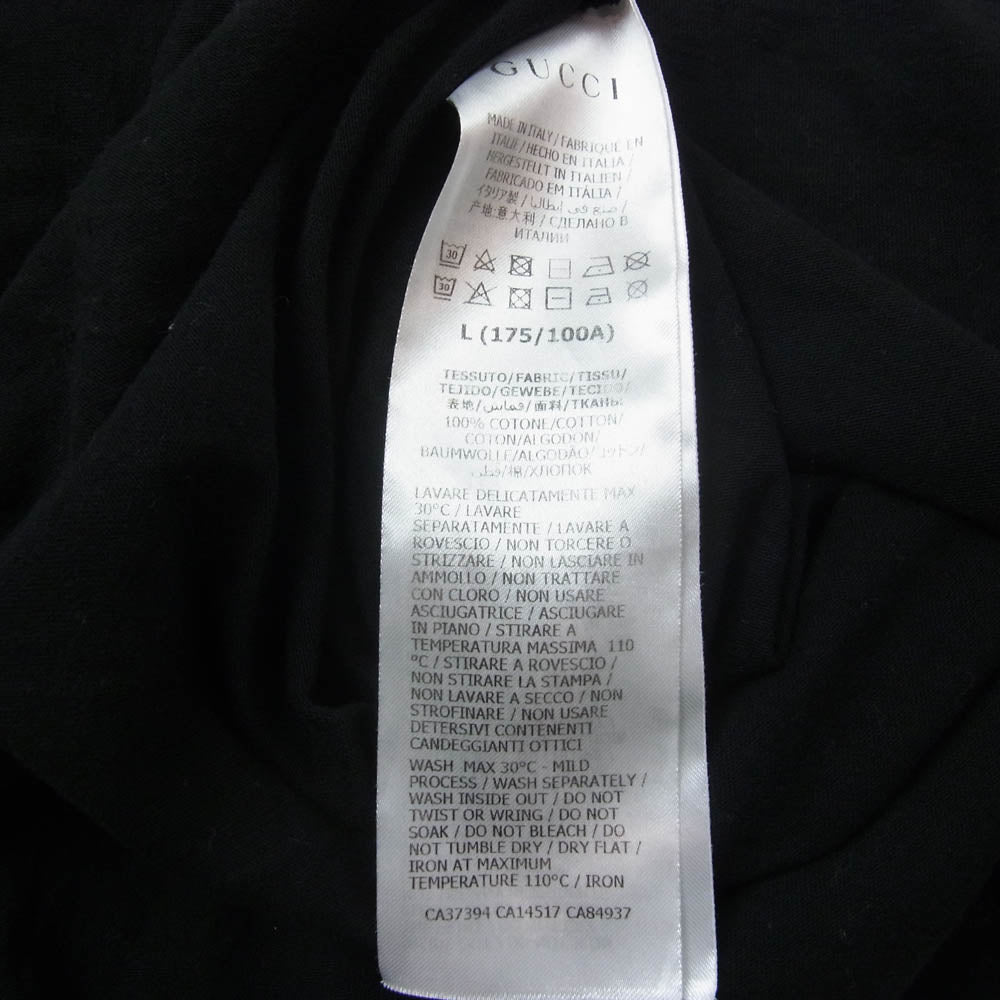 GUCCI
MADE IN ITALY / FABRIQUÉ EN
ITALIE / HECHO EN ITALIA /
HERGESTELLT IN ITALIEN /
FABRICADO EM ITÁLIA /
イタリア製 / صنع في إيطاليا /
产地:意大利 / СДЕЛАНО В
ИТАЛИИ
30
30
L (175/100A)
TESSUTO/FABRIC/TISSU/
TEJIDO/GEWEBE/TECIDO/
表地/قماش/面料/ТКАНЬ
100% COTONE/COTTON/
COTON/ALGODON/
BAUMWOLLE/ALGODÃO/コットン/
قطن/棉/ХЛОПОК
LAVARE DELICATAMENTE MAX
30°C / LAVARE
SEPARATAMENTE / LAVARE A
ROVESCIO / NON TORCERE O
STRIZZARE / NON LASCIARE IN
AMMOLLO / NON TRATTARE
CON CLORO / NON USARE
ASCIUGATRICE / ASCIUGARE
IN PIANO / STIRARE A
TEMPERATURA MASSIMA 110
°C / STIRARE A ROVESCIO /
NON STIRARE LA STAMPA /
NON LAVARE A SECCO / NON
STROFINARE / NON USARE
DETERSIVI CONTENENTI
CANDEGGIANTI OTTICI
WASH MAX 30°C - MILD
PROCESS / WASH SEPARATELY /
WASH INSIDE OUT / DO NOT
TWIST OR WRING / DO NOT
SOAK / DO NOT BLEACH / DO
NOT TUMBLE DRY / DRY FLAT /
IRON AT MAXIMUM
TEMPERATURE 110°C / IRON
CA37394 CA14517 CA84937